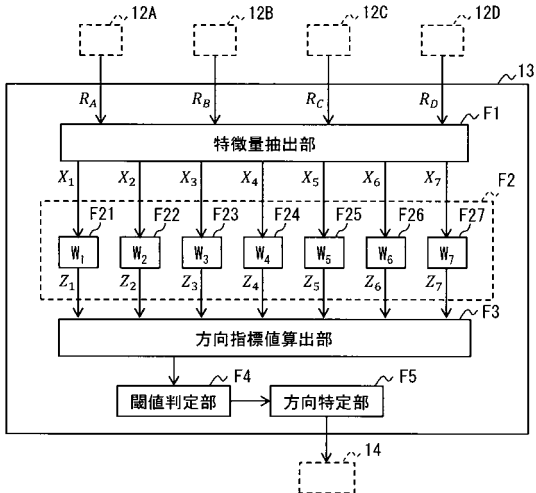 12A 12B 12C 12D
13
R_A R_B R_C R_D
F1
特徴量抽出部
X_1 X_2 X_3 X_4 X_5 X_6 X_7
F2
F21 F22 F23 F24 F25 F26 F27
W_1 W_2 W_3 W_4 W_5 W_6 W_7
Z_1 Z_2 Z_3 Z_4 Z_5 Z_6 Z_7
F3
方向指標値算出部
F4 F5
閾値判定部 方向特定部
14